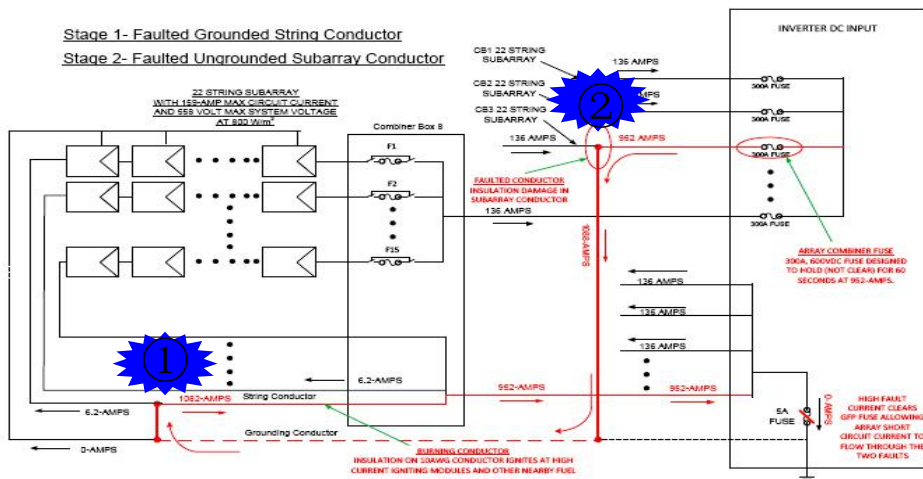 Stage 1- Faulted Grounded String Conductor
Stage 2- Faulted Ungrounded Subarray Conductor
INVERTER DC INPUT
22 STRING SUBARRAY
WITH 159-AMP MAX CIRCUIT CURRENT
AND 558 VOLT MAX SYSTEM VOLTAGE
AT 800 W/m²
Combiner Box 8
F1
F2
F15
CB1 22 STRING
SUBARRAY
CB2 22 STRING
SUBARRAY
CB3 22 STRING
SUBARRAY
136 AMPS
AMPS
136 AMPS
952 AMPS
136 AMPS
2
300A FUSE
300A FUSE
300A FUSE
300A FUSE
FAULTED CONDUCTOR
INSULATION DAMAGE IN
SUBARRAY CONDUCTOR
1088-AMPS
ARRAY COMBINER FUSE
300A, 600VDC FUSE DESIGNED
TO HOLD (NOT CLEAR) FOR 60
SECONDS AT 952-AMPS.
136 AMPS
136 AMPS
136 AMPS
1
6.2-AMPS
1082-AMPS
String Conductor
952-AMPS
952-AMPS
6.2-AMPS
0-AMPS
Grounding Conductor
BURNING CONDUCTOR
INSULATION ON 10AWG CONDUCTOR IGNITES AT HIGH
CURRENT IGNITING MODULES AND OTHER NEARBY FUEL
5A
FUSE
0-AMPS
HIGH FAULT
CURRENT CLEARS
GFP FUSE ALLOWING
ARRAY SHORT
CIRCUIT CURRENT TO
FLOW THROUGH THE
TWO FAULTS